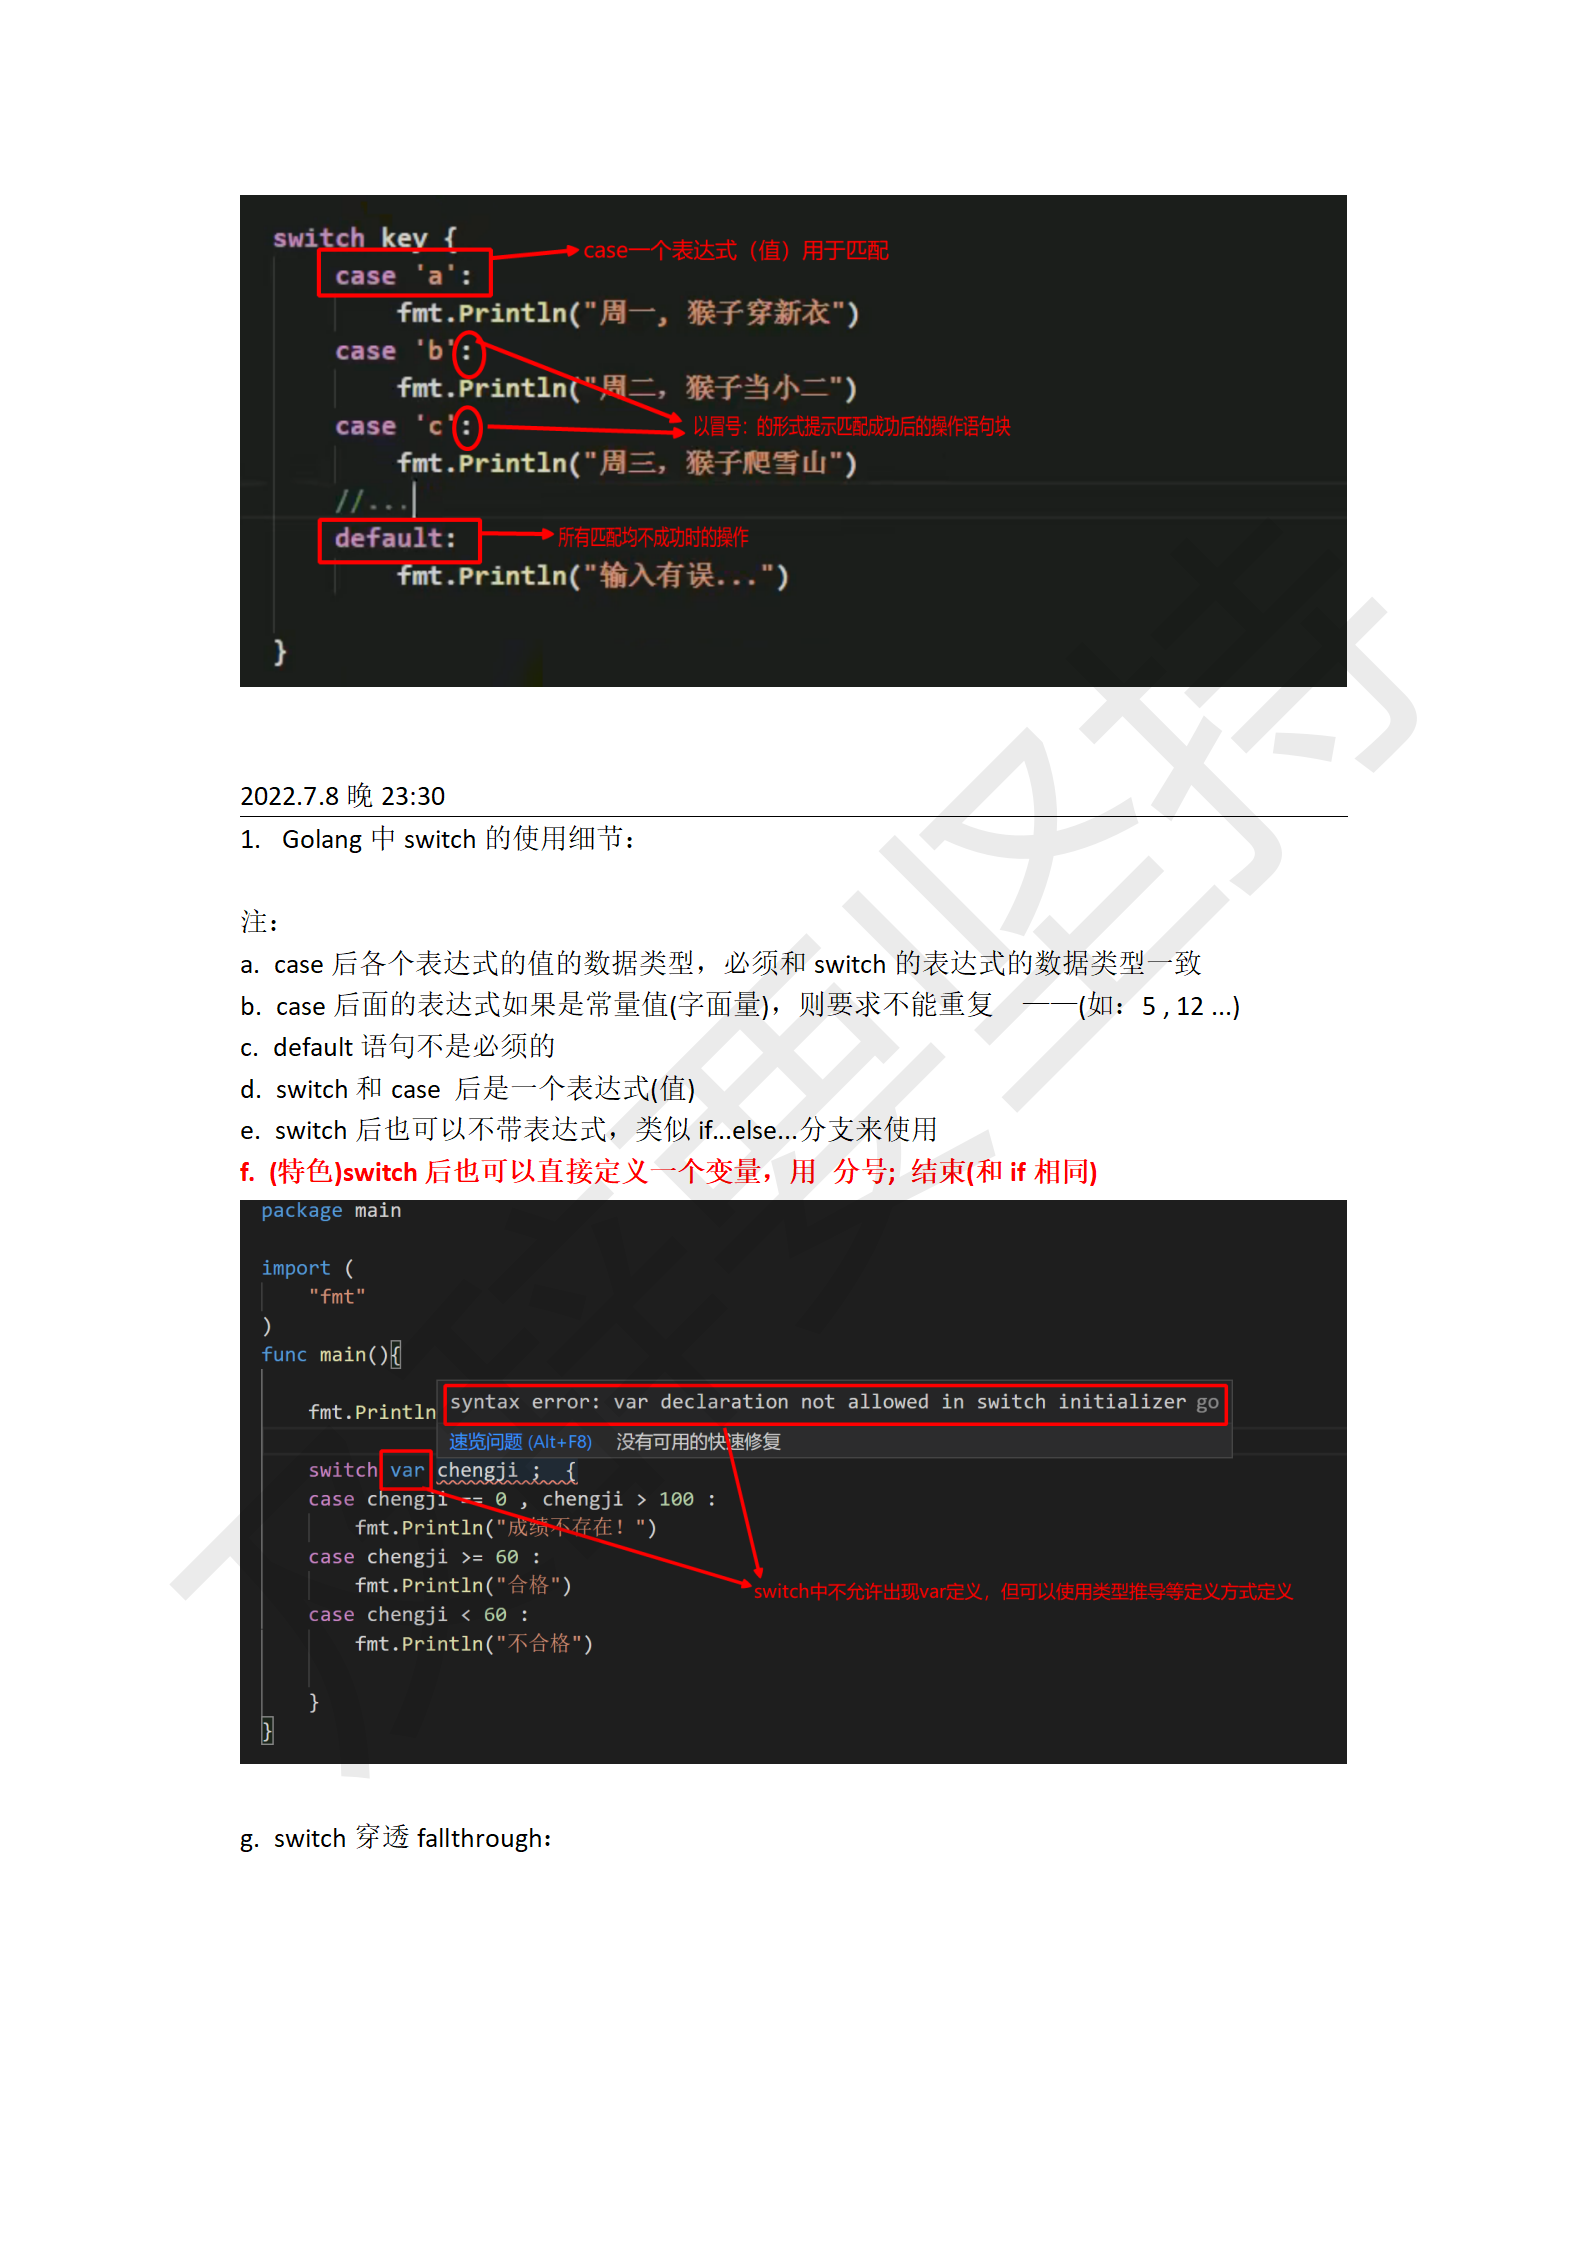 switch key {
case 'a':
case一个表达式（值）用于匹配
fmt.Println("周一, 猴子穿新衣")
case 'b':
fmt.Println("周二，猴子当小二")
case 'c':
以冒号：的形式提示匹配成功后的操作语句块
fmt.Println("周三，猴子爬雪山")
//...
default:
所有匹配均不成功时的操作
fmt.Println("输入有误...")
}
2022.7.8 晚 23:30
1. Golang 中 switch 的使用细节：
注：
a. case 后各个表达式的值的数据类型，必须和 switch 的表达式的数据类型一致
b. case 后面的表达式如果是常量值(字面量)，则要求不能重复 ——(如：5 , 12 ...)
c. default 语句不是必须的
d. switch 和 case 后是一个表达式(值)
e. switch 后也可以不带表达式，类似 if...else...分支来使用
f. (特色)switch 后也可以直接定义一个变量，用 分号; 结束(和 if 相同)
package main
import (
"fmt"
)
func main(){
syntax error: var declaration not allowed in switch initializer go
fmt.Println
速览问题 (Alt+F8) 没有可用的快速修复
switch var chengji ; {
case chengji == 0 , chengji > 100 :
fmt.Println("成绩不存在！")
case chengji >= 60 :
fmt.Println("合格")
switch中不允许出现var定义，但可以使用类型推导等定义方式定义
case chengji < 60 :
fmt.Println("不合格")
}
}
g. switch 穿透 fallthrough：